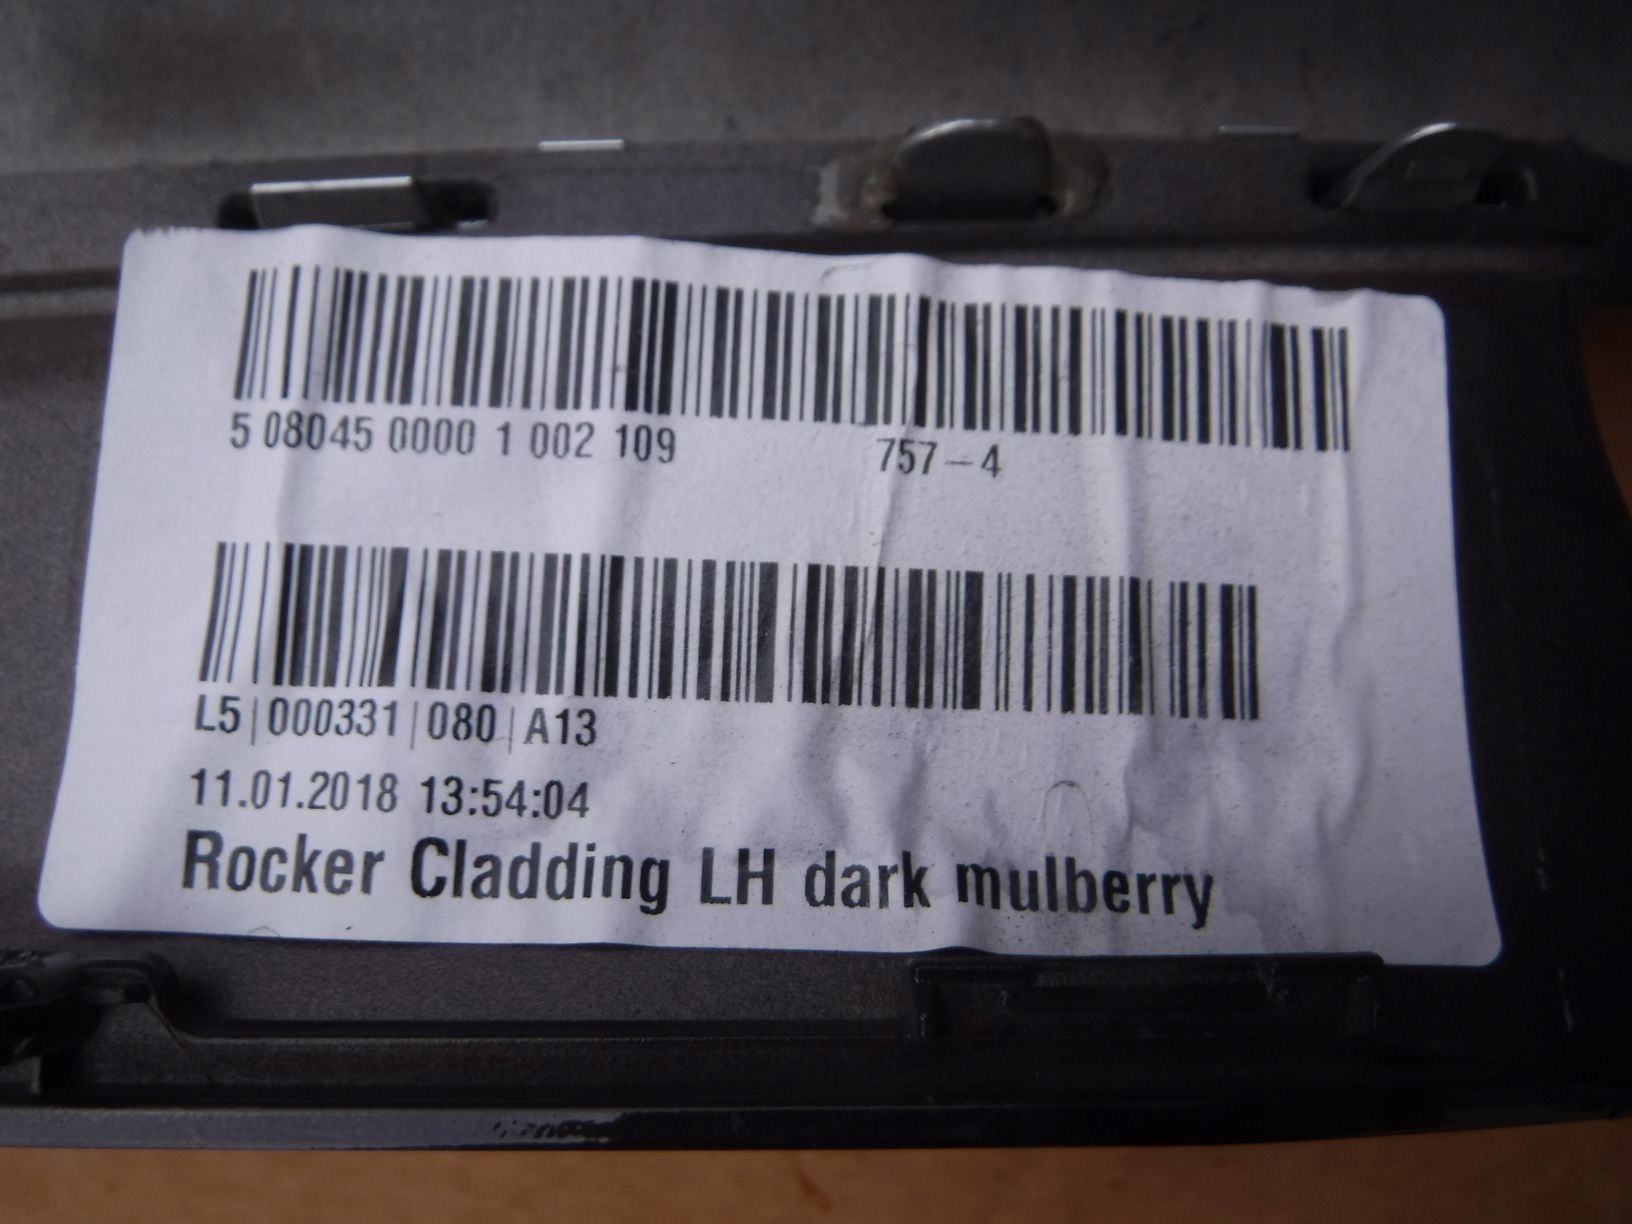 5 08045 0000 1 002 109 757-4
L5|000331|080|A13
11.01.2018 13:54:04
Rocker Cladding LH dark mulberry